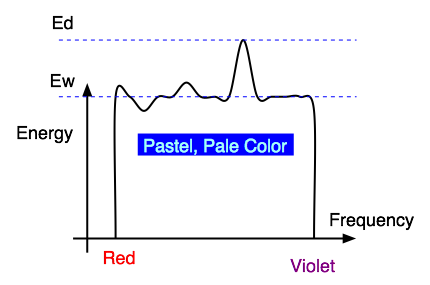 Ed
Ew
Energy
Pastel, Pale Color
Frequency
Red
Violet